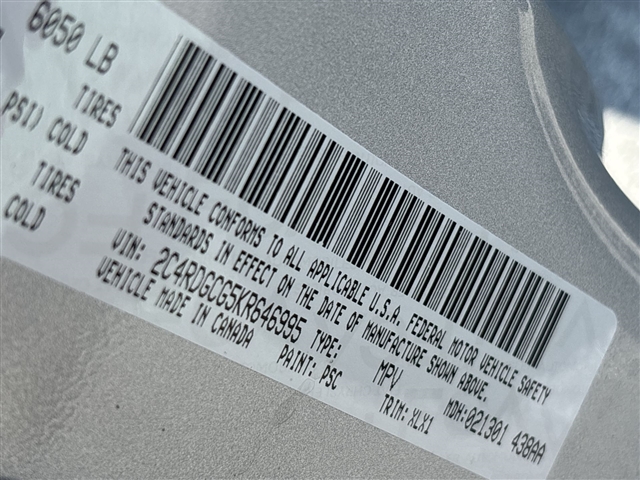 6050 LB
TIRES
PSI) COLD
TIRES
COLD
THIS VEHICLE CONFORMS TO ALL APPLICABLE U.S.A. FEDERAL MOTOR VEHICLE SAFETY
STANDARDS IN EFFECT ON THE DATE OF MANUFACTURE SHOWN ABOVE.
VIN: 2C4RDGCG5KR646995 TYPE: MPV MDH:021301 438AA
VEHICLE MADE IN CANADA PAINT: PSC TRIM: XLX1